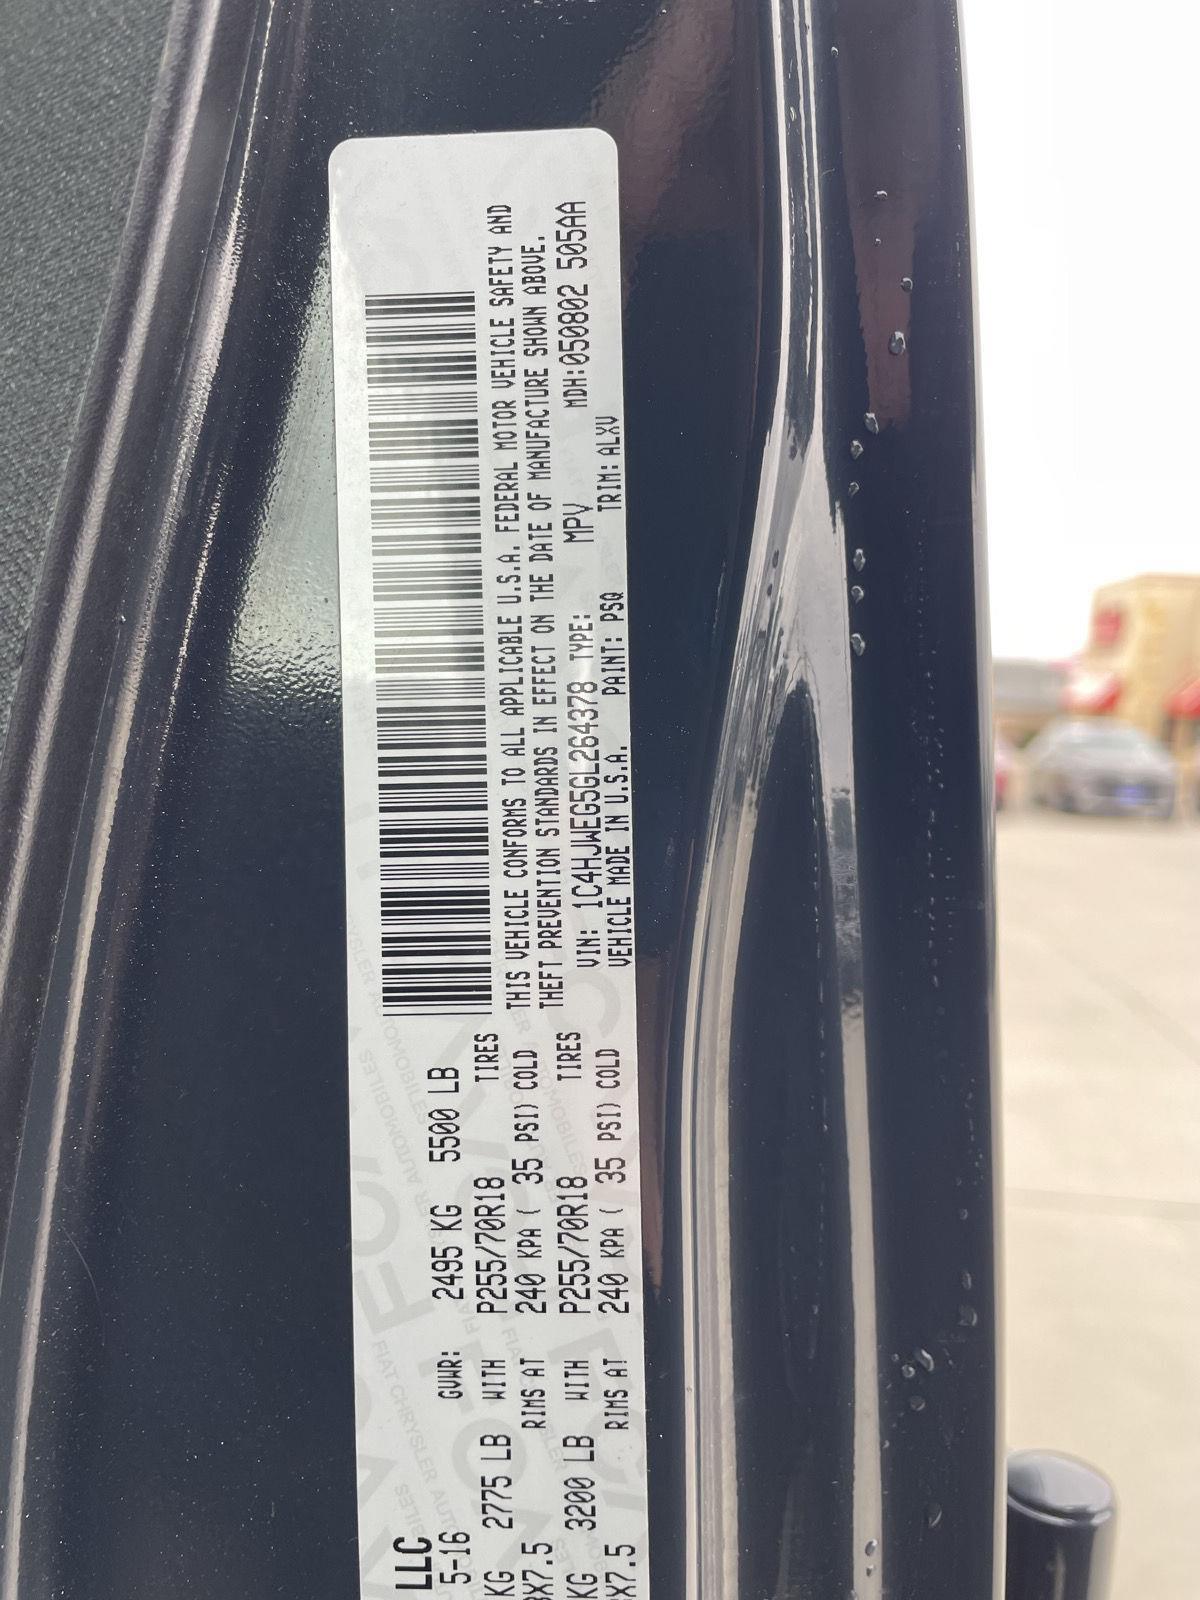 LLC
5-16 GVWR: 2495 KG 5500 LB
KG 2775 LB WITH P255/70R18 TIRES
X7.5 RIMS AT 240 KPA ( 35 PSI) COLD
KG 3200 LB WITH P255/70R18 TIRES
X7.5 RIMS AT 240 KPA ( 35 PSI) COLD
THIS VEHICLE CONFORMS TO ALL APPLICABLE U.S.A. FEDERAL MOTOR VEHICLE SAFETY AND
THEFT PREVENTION STANDARDS IN EFFECT ON THE DATE OF MANUFACTURE SHOWN ABOVE.
VIN: 1C4HJWEG5GL264378 TYPE: MPV MDH:050802 505AA
VEHICLE MADE IN U.S.A. PAINT: PSQ TRIM: ALXV